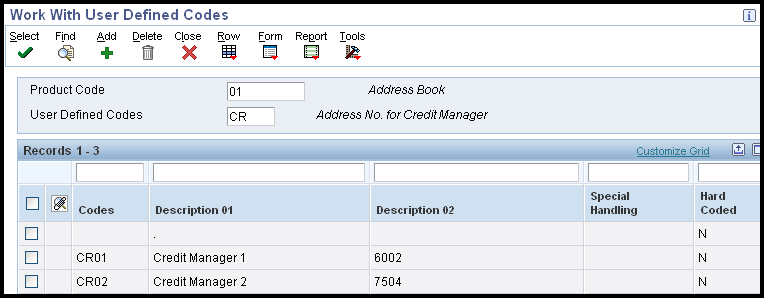 Work With User Defined Codes
Select Find Add Delete Close Row Form Report Tools
Product Code 01 Address Book
User Defined Codes CR Address No. for Credit Manager
Records 1 - 3 Customize Grid
Codes Description 01 Description 02 Special Handling Hard Coded
. N
CR01 Credit Manager 1 6002 N
CR02 Credit Manager 2 7504 N